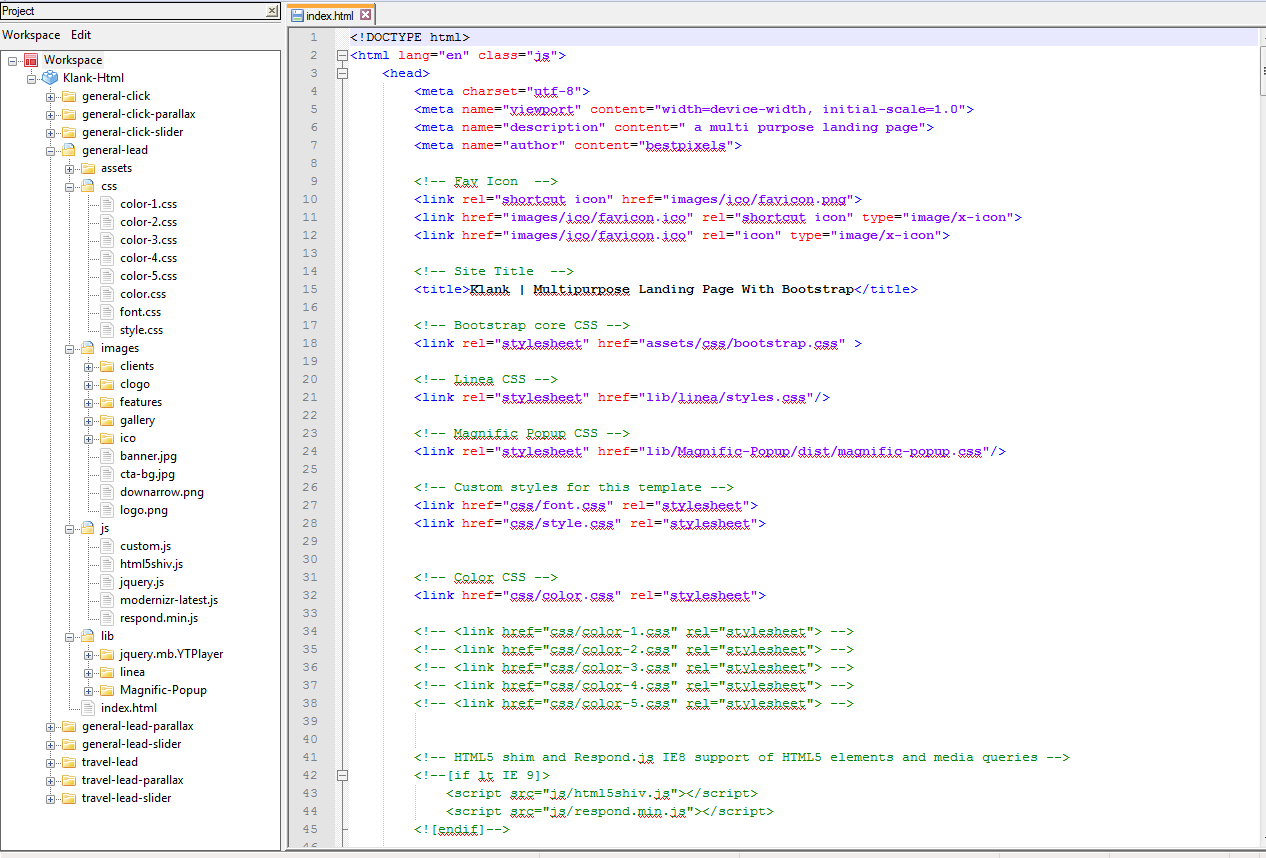 Project
Workspace Edit
Workspace
Klank-Html
general-click
general-click-parallax
general-click-slider
general-lead
assets
css
color-1.css
color-2.css
color-3.css
color-4.css
color-5.css
color.css
font.css
style.css
images
clients
clogo
features
gallery
ico
banner.jpg
cta-bg.jpg
downarrow.png
logo.png
js
custom.js
html5shiv.js
jquery.js
modernizr-latest.js
respond.min.js
lib
jquery.mb.YTPlayer
linea
Magnific-Popup
index.html
general-lead-parallax
general-lead-slider
travel-lead
travel-lead-parallax
travel-lead-slider
index.html
1 <!DOCTYPE html>
2 <html lang="en" class="js">
3 <head>
4 <meta charset="utf-8">
5 <meta name="viewport" content="width=device-width, initial-scale=1.0">
6 <meta name="description" content=" a multi purpose landing page">
7 <meta name="author" content="bestpixels">
8
9 <!-- Fav Icon  -->
10 <link rel="shortcut icon" href="images/ico/favicon.png">
11 <link href="images/ico/favicon.ico" rel="shortcut icon" type="image/x-icon">
12 <link href="images/ico/favicon.ico" rel="icon" type="image/x-icon">
13
14 <!-- Site Title  -->
15 <title>Klank | Multipurpose Landing Page With Bootstrap</title>
16
17 <!-- Bootstrap core CSS -->
18 <link rel="stylesheet" href="assets/css/bootstrap.css" >
19
20 <!-- Linea CSS -->
21 <link rel="stylesheet" href="lib/linea/styles.css"/>
22
23 <!-- Magnific Popup CSS -->
24 <link rel="stylesheet" href="lib/Magnific-Popup/dist/magnific-popup.css"/>
25
26 <!-- Custom styles for this template -->
27 <link href="css/font.css" rel="stylesheet">
28 <link href="css/style.css" rel="stylesheet">
29
30
31 <!-- Color CSS -->
32 <link href="css/color.css" rel="stylesheet">
33
34 <!-- <link href="css/color-1.css" rel="stylesheet"> -->
35 <!-- <link href="css/color-2.css" rel="stylesheet"> -->
36 <!-- <link href="css/color-3.css" rel="stylesheet"> -->
37 <!-- <link href="css/color-4.css" rel="stylesheet"> -->
38 <!-- <link href="css/color-5.css" rel="stylesheet"> -->
39
40
41 <!-- HTML5 shim and Respond.js IE8 support of HTML5 elements and media queries -->
42 <!--[if lt IE 9]>
43 <script src="js/html5shiv.js"></script>
44 <script src="js/respond.min.js"></script>
45 <![endif]-->